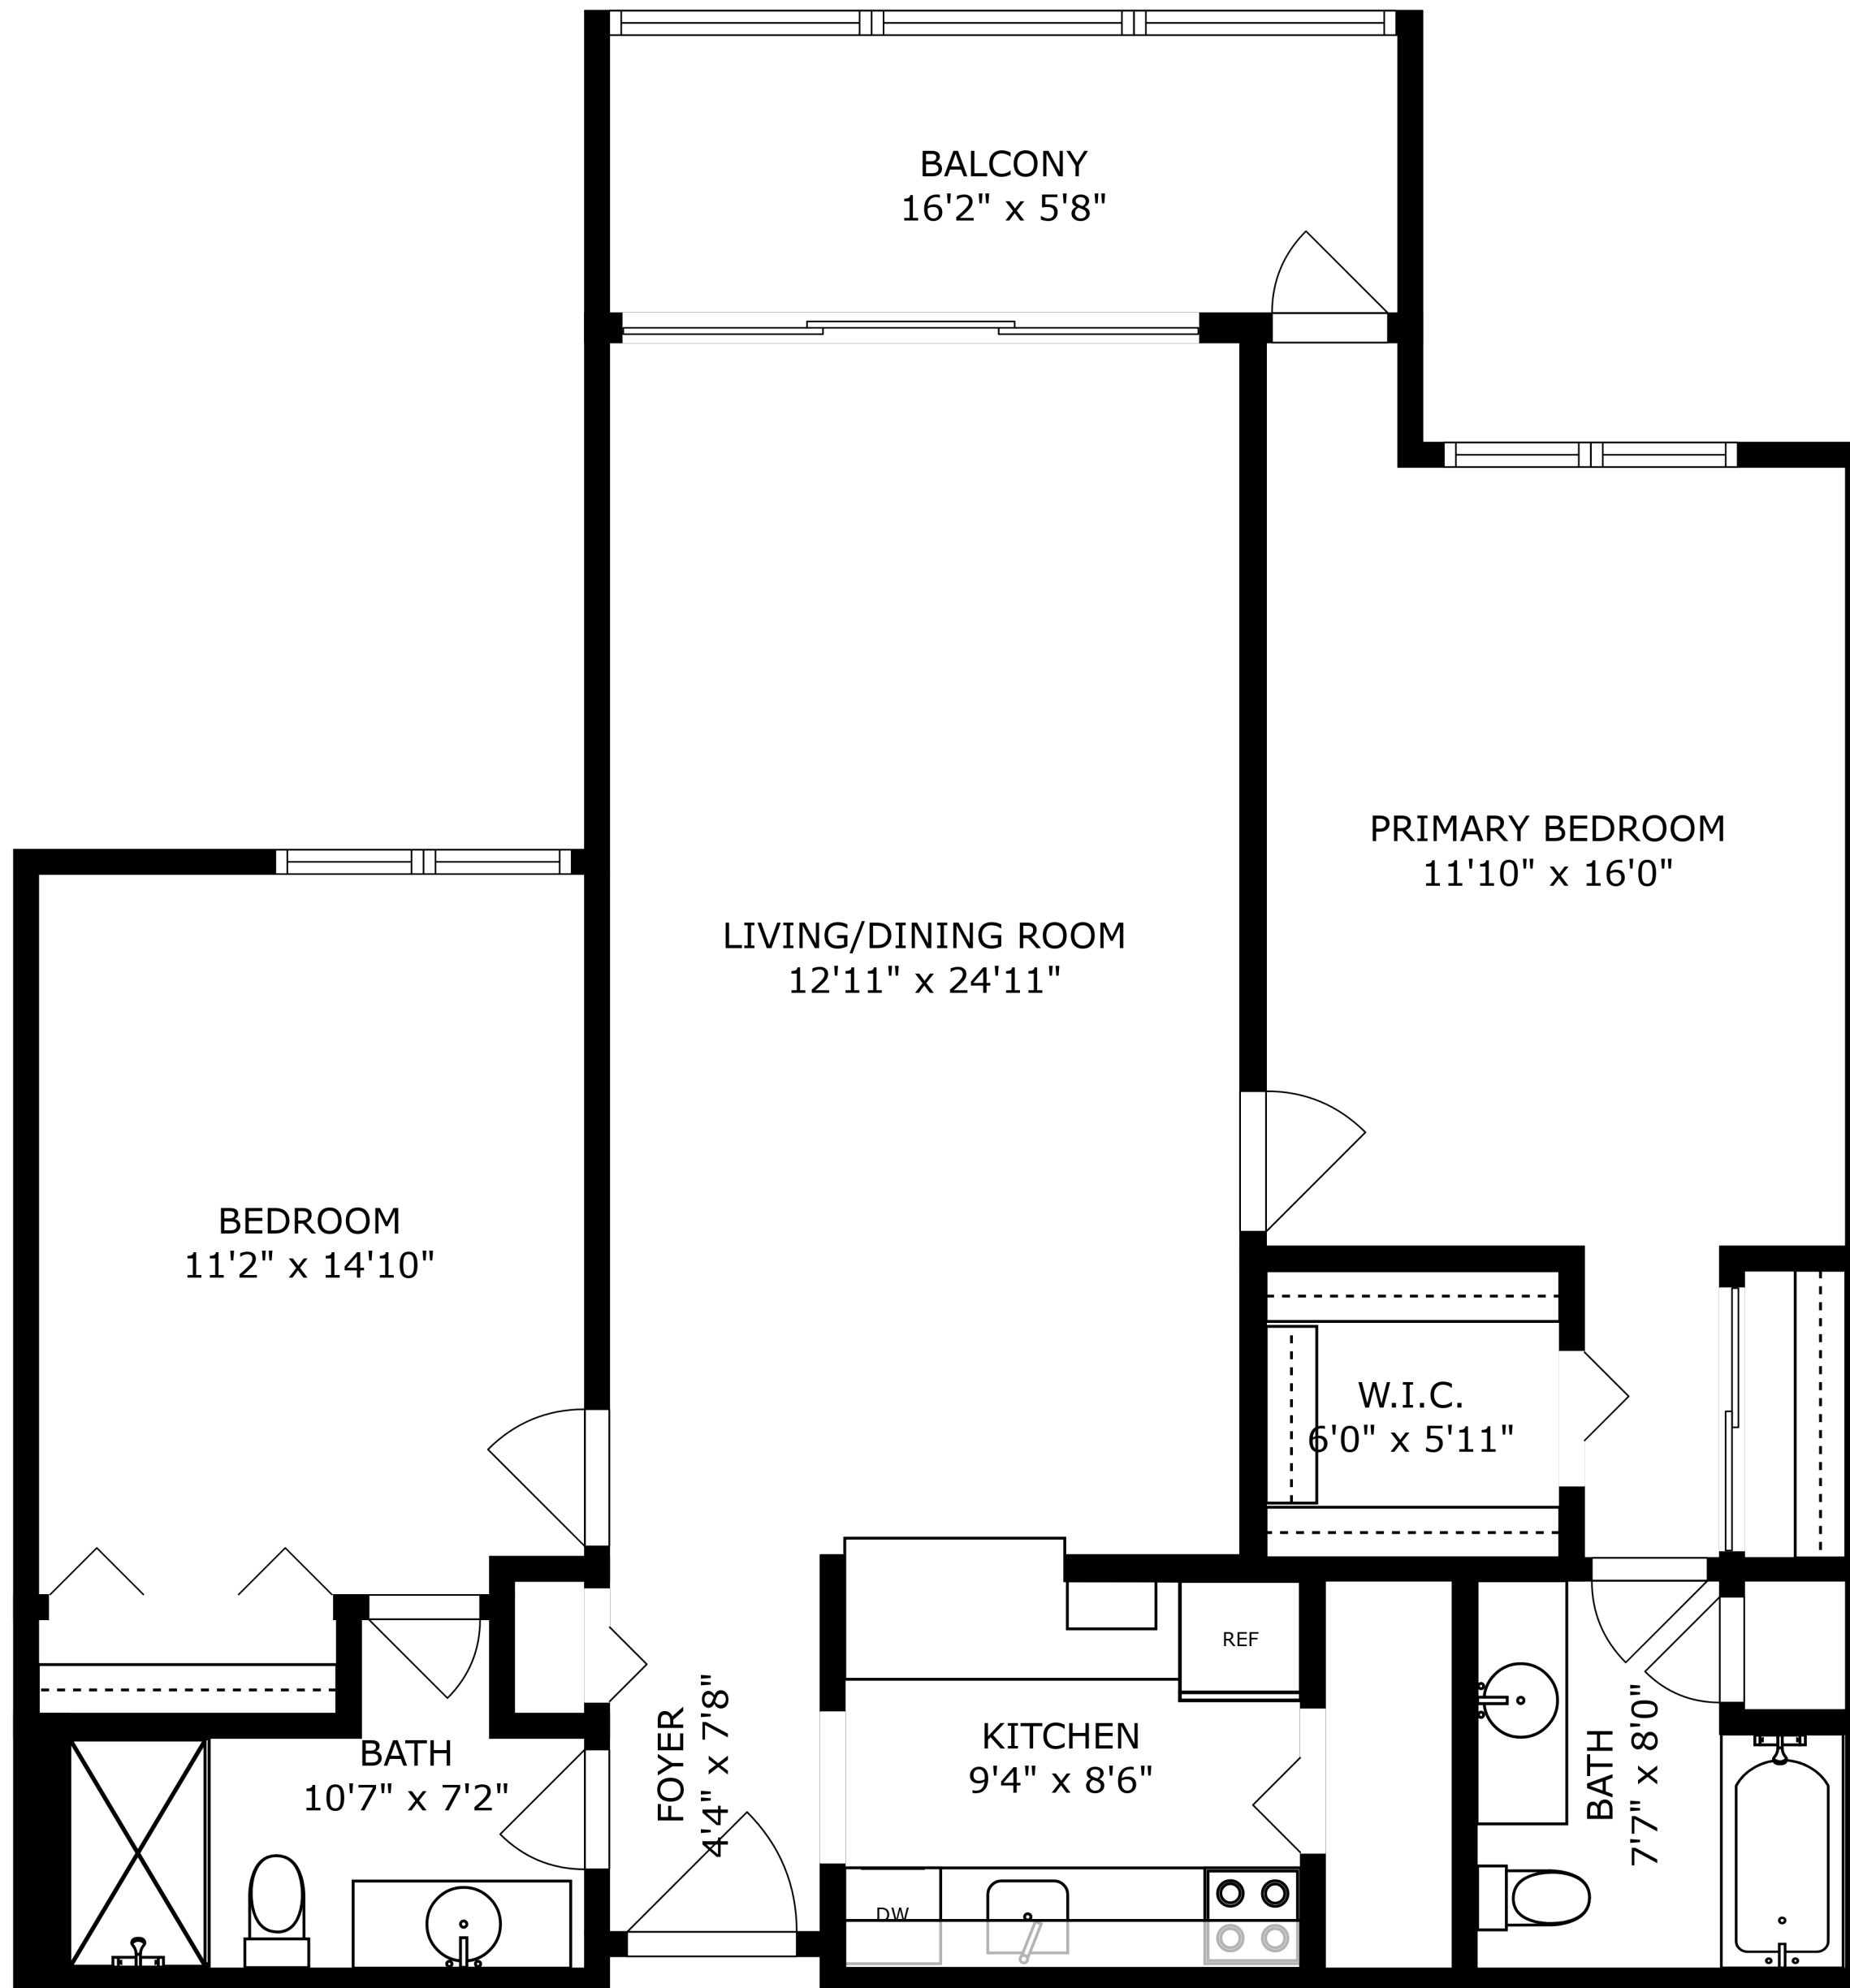 BALCONY
16'2" x 5'8"
PRIMARY BEDROOM
11'10" x 16'0"
LIVING/DINING ROOM
12'11" x 24'11"
BEDROOM
11'2" x 14'10"
W.I.C.
6'0" x 5'11"
REF
KITCHEN
9'4" x 8'6"
BATH
10'7" x 7'2"
FOYER
4'4" x 7'8"
BATH
7'7" x 8'0"
DW